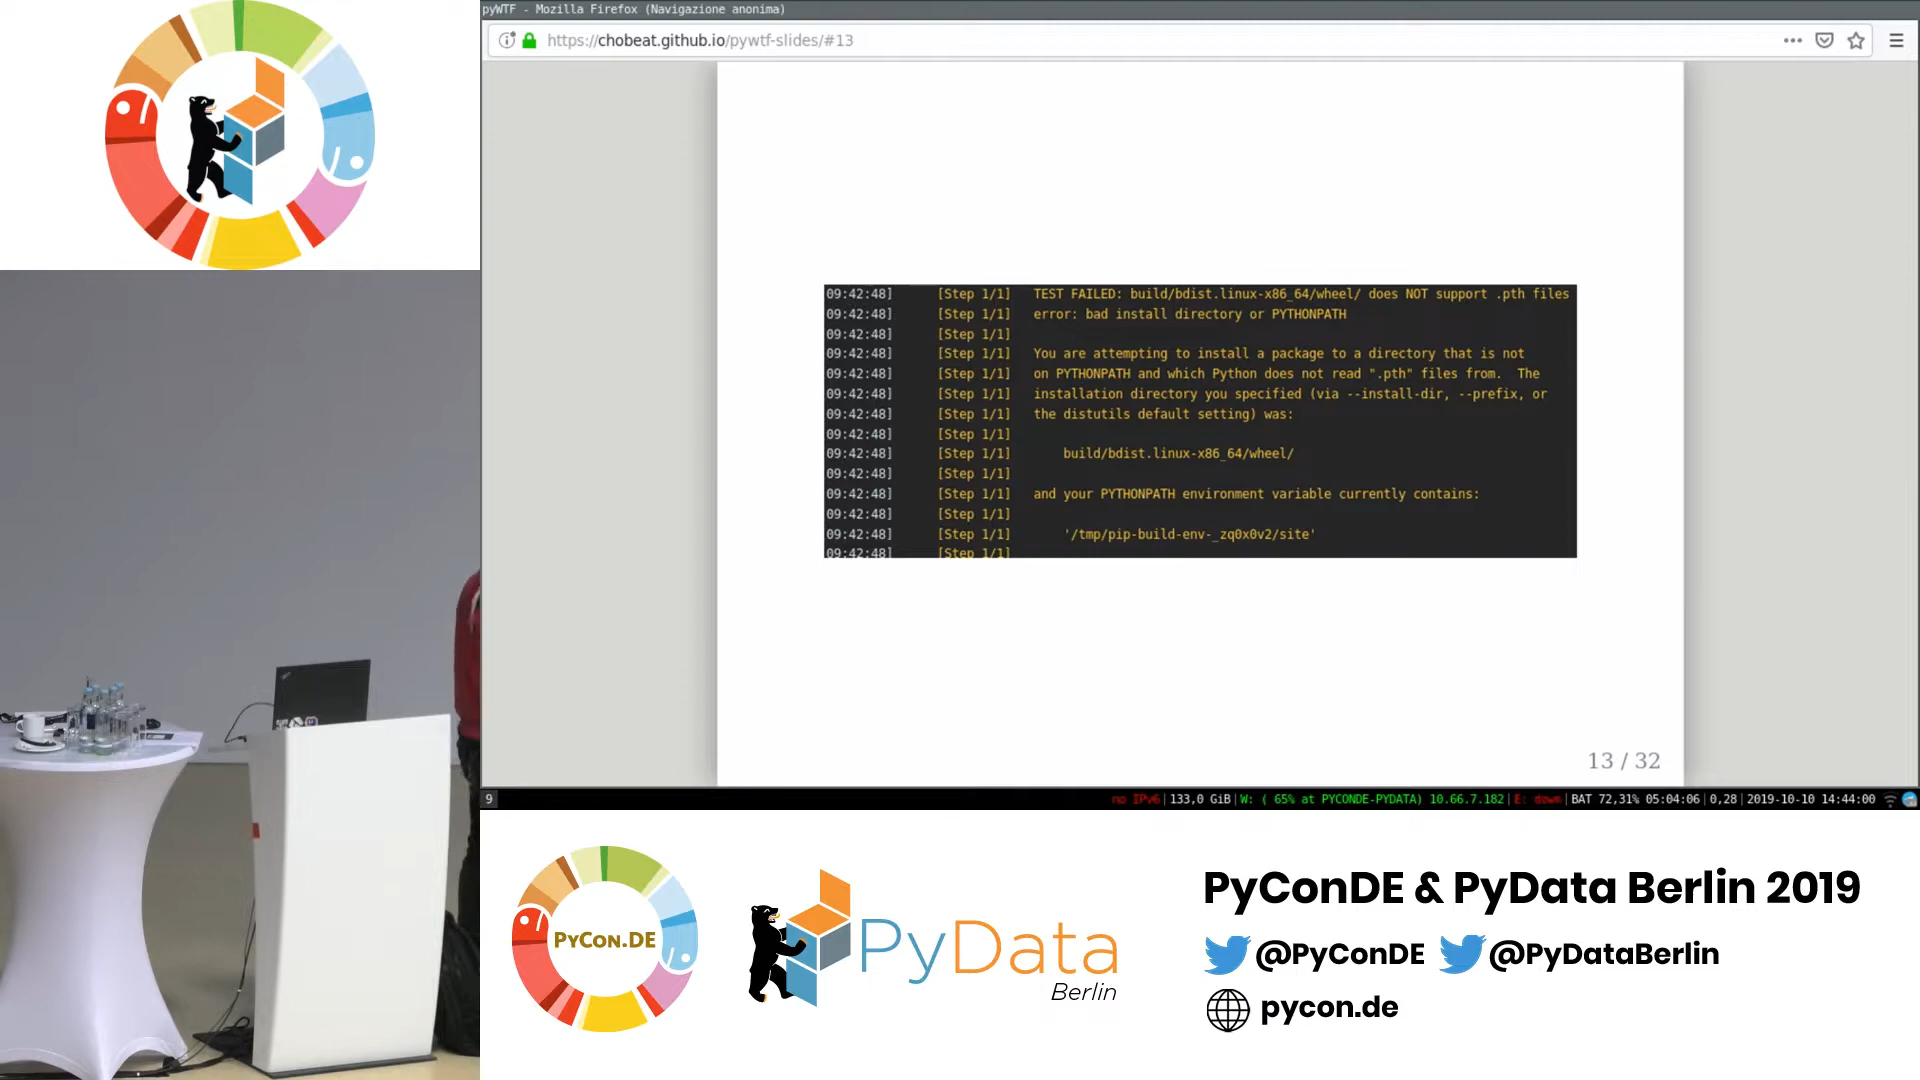 pyWTF - Mozilla Firefox (Navigazione anonima)
https://chobeat.github.io/pywtf-slides/#13
09:42:48] [Step 1/1] TEST FAILED: build/bdist.linux-x86_64/wheel/ does NOT support .pth files
09:42:48] [Step 1/1] error: bad install directory or PYTHONPATH
09:42:48] [Step 1/1]
09:42:48] [Step 1/1] You are attempting to install a package to a directory that is not
09:42:48] [Step 1/1] on PYTHONPATH and which Python does not read ".pth" files from. The
09:42:48] [Step 1/1] installation directory you specified (via --install-dir, --prefix, or
09:42:48] [Step 1/1] the distutils default setting) was:
09:42:48] [Step 1/1]
09:42:48] [Step 1/1] build/bdist.linux-x86_64/wheel/
09:42:48] [Step 1/1]
09:42:48] [Step 1/1] and your PYTHONPATH environment variable currently contains:
09:42:48] [Step 1/1]
09:42:48] [Step 1/1] '/tmp/pip-build-env-_zq0x0v2/site'
09:42:48] [Step 1/1]
13 / 32
9 no IPv6|133,0 GiB|W: ( 65% at PYCONDE-PYDATA) 10.66.7.182|E: down|BAT 72,31% 05:04:06|0,28|2019-10-10 14:44:00
PYCON.DE
PyData
Berlin
PyConDE & PyData Berlin 2019
@PyConDE @PyDataBerlin
pycon.de